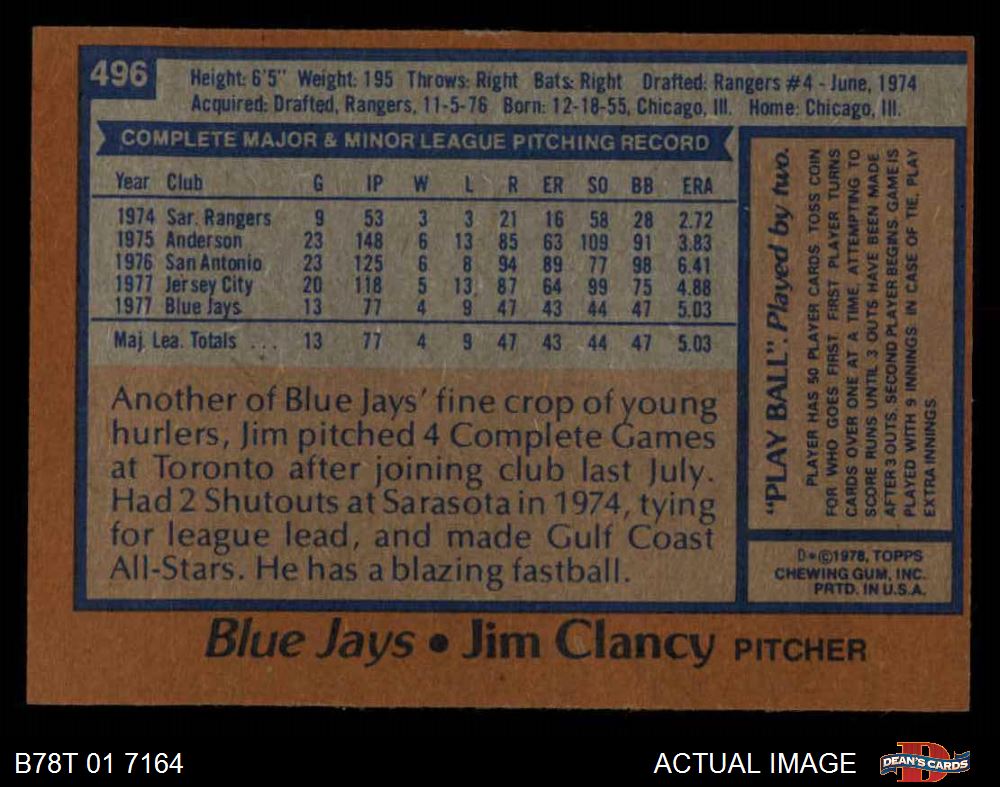 496
Height: 6'5" Weight: 195 Throws: Right Bats: Right Drafted: Rangers #4 - June, 1974
Acquired: Drafted, Rangers, 11-5-76 Born: 12-18-55, Chicago, Ill. Home: Chicago, Ill.
COMPLETE MAJOR & MINOR LEAGUE PITCHING RECORD
Year Club G IP W L R ER SO BB ERA
1974 Sar. Rangers 9 53 3 3 21 16 58 28 2.72
1975 Anderson 23 148 6 13 85 63 109 91 3.83
1976 San Antonio 23 125 6 8 94 89 77 98 6.41
1977 Jersey City 20 118 5 13 87 64 99 75 4.88
1977 Blue Jays 13 77 4 9 47 43 44 47 5.03
Maj. Lea. Totals ... 13 77 4 9 47 43 44 47 5.03
Another of Blue Jays' fine crop of young
hurlers, Jim pitched 4 Complete Games
at Toronto after joining club last July.
Had 2 Shutouts at Sarasota in 1974, tying
for league lead, and made Gulf Coast
All-Stars. He has a blazing fastball.
"PLAY BALL". Played by two.
PLAYER HAS 50 PLAYER CARDS. TOSS COIN
FOR WHO GOES FIRST. FIRST PLAYER TURNS
CARDS OVER ONE AT A TIME, ATTEMPTING TO
SCORE RUNS UNTIL 3 OUTS HAVE BEEN MADE.
AFTER 3 OUTS, SECOND PLAYER BEGINS. GAME IS
PLAYED WITH 9 INNINGS. IN CASE OF TIE, PLAY
EXTRA INNINGS
D*©1978, TOPPS
CHEWING GUM, INC.
PRTD. IN U.S.A.
Blue Jays • Jim Clancy PITCHER
B78T 01 7164
ACTUAL IMAGE
D
DEAN'S CARDS